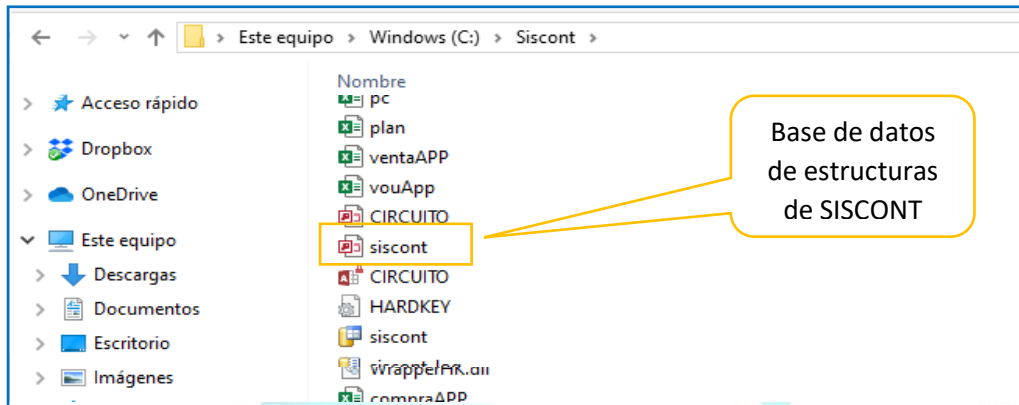 Este equipo > Windows (C:) > Siscont >
Nombre
Acceso rápido
Dropbox
OneDrive
Este equipo
Descargas
Documentos
Escritorio
Imágenes
pc
plan
ventaAPP
vouApp
CIRCUITO
siscont
CIRCUITO
HARDKEY
siscont
compraAPP
Base de datos
de estructuras
de SISCONT